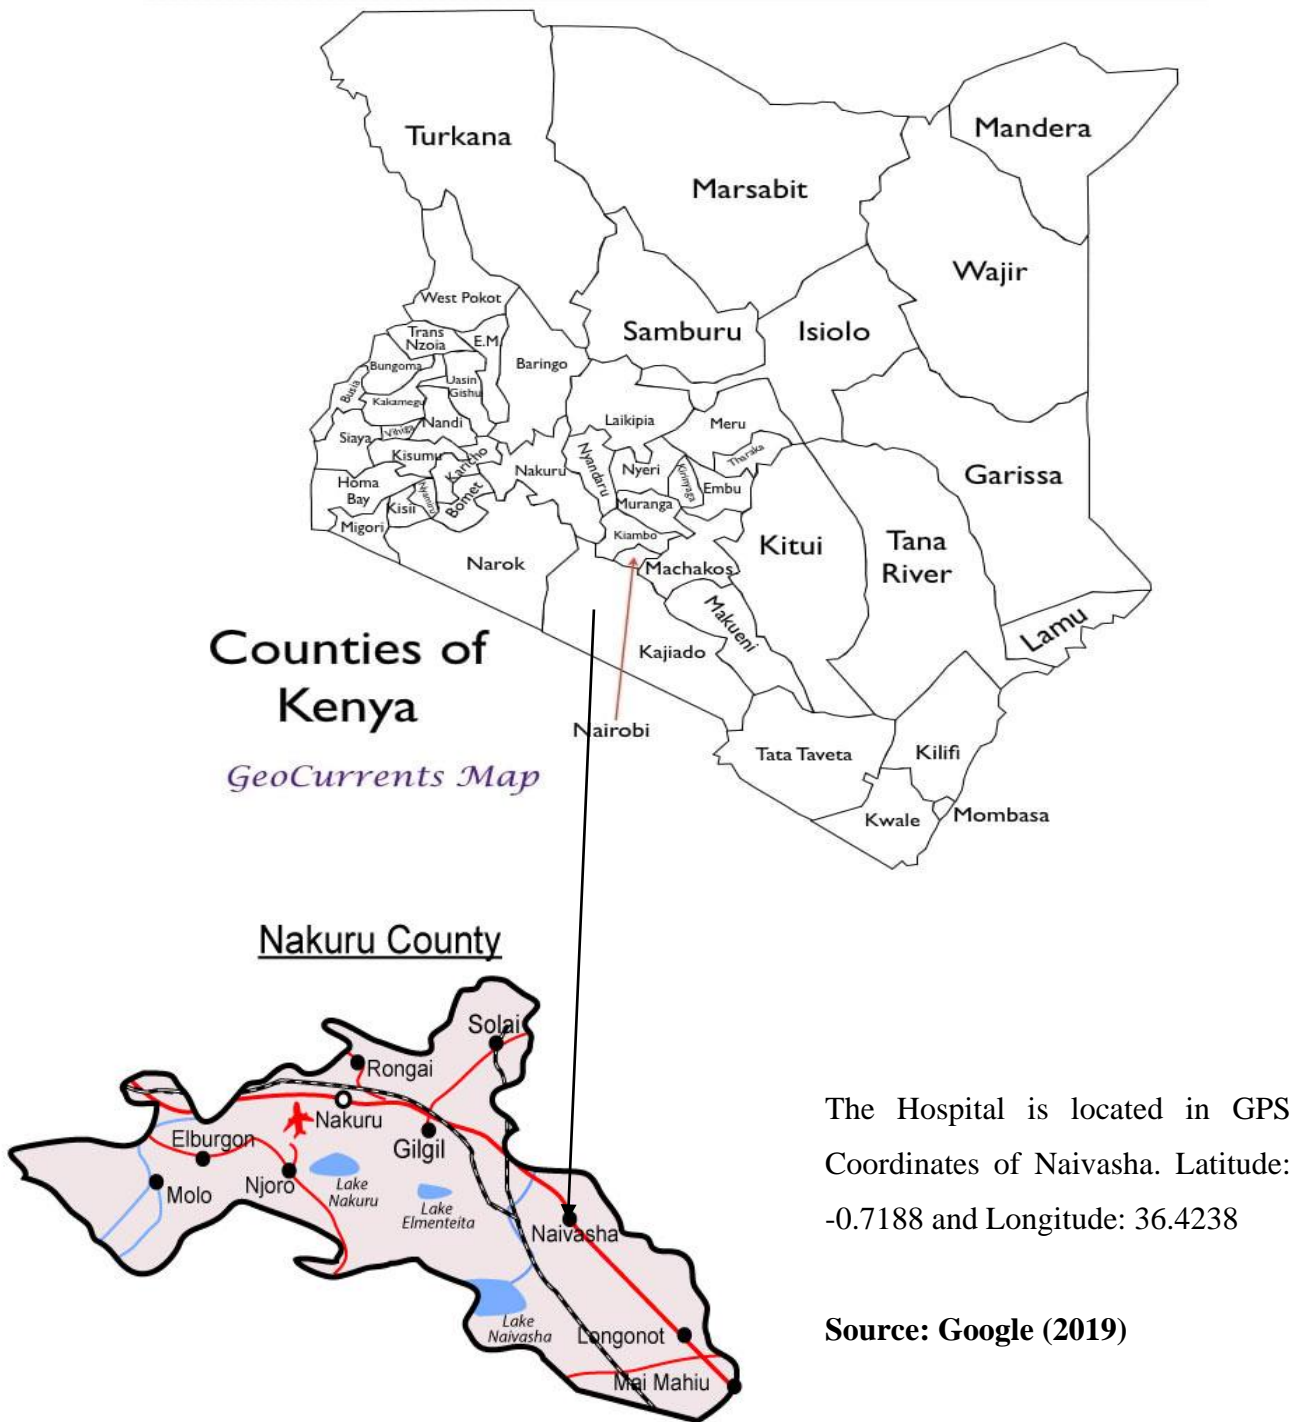 Turkana
Mandera
Marsabit
Wajir
West Pokot
Samburu
Isiolo
Trans
Nzoia
E.M.
Baringo
Bungoma
Uasin
Gishu
Busia
Kakamegu
Nandi
Laikipia
Meru
Siaya
Vihiga
Kisumu
Karicho
Nakuru
Nyandaru
Nyeri
Kirinyaga
Tharaka
Embu
Garissa
Homa
Bay
Kisii
Nyamira
Bomet
Muranga
Migori
Kiambo
Narok
Machakos
Kitui
Tana
River
Makueni
Lamu
Kajiado
Counties of
Kenya
Nairobi
GeoCurrents Map
Tata Taveta
Kilifi
Kwale
Mombasa
Nakuru County
Solai
Rongai
Nakuru
Elburgon
Gilgil
Molo
Njoro
Lake
Nakuru
Lake
Elmenteita
Naivasha
Lake
Naivasha
Longonot
Mai Mahiu
The Hospital is located in GPS
Coordinates of Naivasha. Latitude:
-0.7188 and Longitude: 36.4238
Source: Google (2019)